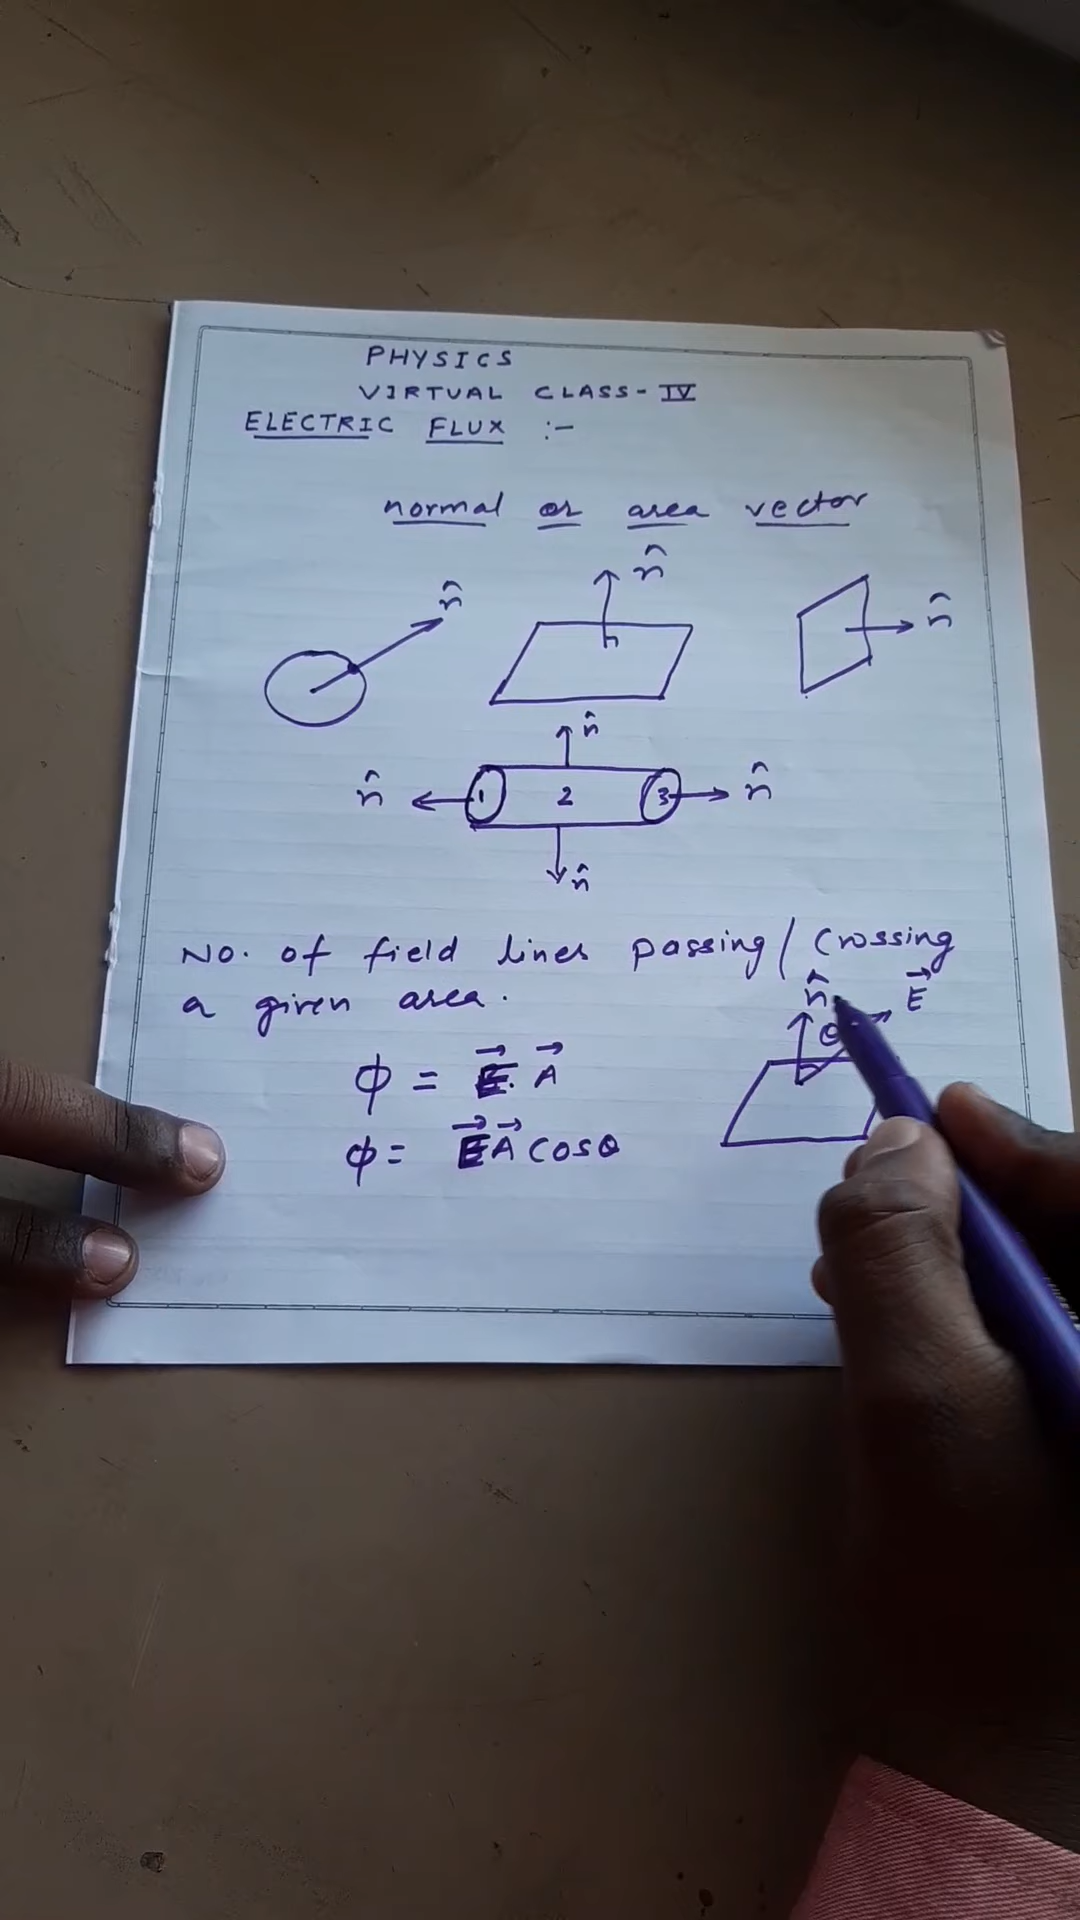 PHYSICS
VIRTUAL CLASS-IV
ELECTRIC FLUX :-
normal or area vector
n̂
n̂
n̂
n̂
n̂ 1 2 3 n̂
n̂
No. of field lines passing/crossing
a given area.
n̂ E⃗
θ
ϕ = E⃗. A⃗
ϕ = E⃗A⃗ cosθ